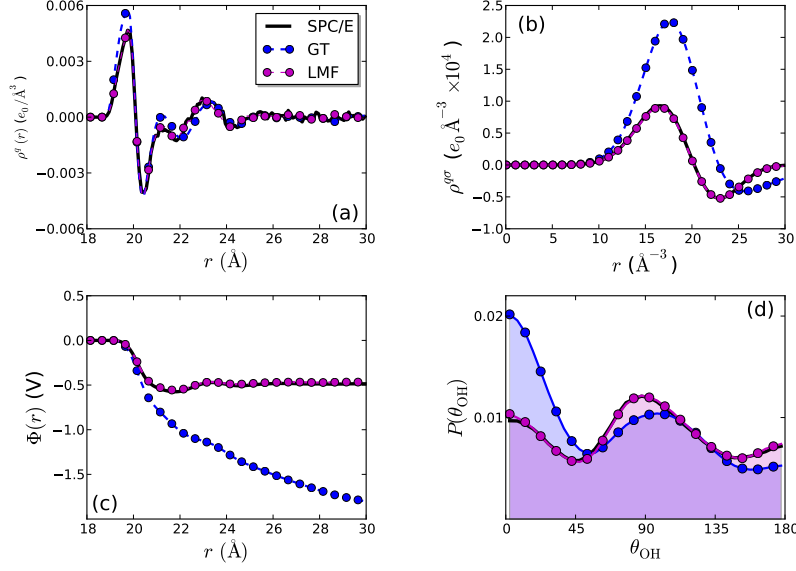 0.006
0.003
0.000
−0.003
−0.006
ρ^q(r) (e₀/Å³)
SPC/E
GT
LMF
(a)
18 20 22 24 26 28 30
r (Å)
2.5
2.0
1.5
1.0
0.5
0.0
−0.5
−1.0
ρ^{qσ} (e₀Å⁻³ ×10⁴)
(b)
0 5 10 15 20 25 30
r (Å⁻³)
0.5
0.0
−0.5
−1.0
−1.5
Φ(r) (V)
(c)
18 20 22 24 26 28 30
r (Å)
0.02
0.01
P(θ_OH)
(d)
0 45 90 135 180
θ_OH